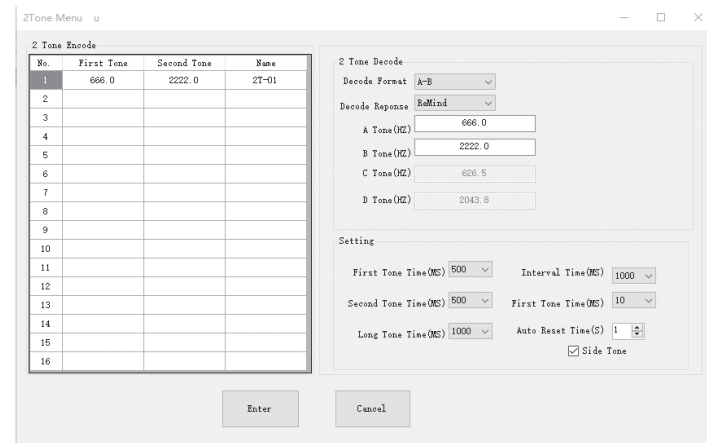 2Tone Menu u
2 Tone Encode
No. First Tone Second Tone Name
1 666.0 2222.0 2T-01
2
3
4
5
6
7
8
9
10
11
12
13
14
15
16
2 Tone Decode
Decode Format A-B
Decode Reponse ReMind
A Tone(HZ) 666.0
B Tone(HZ) 2222.0
C Tone(HZ) 626.5
D Tone(HZ) 2043.8
Setting
First Tone Time(MS) 500 Interval Time(MS) 1000
Second Tone Time(MS) 500 First Tone Time(MS) 10
Long Tone Time(MS) 1000 Auto Reset Time(S) 1
Side Tone
Enter Cancel